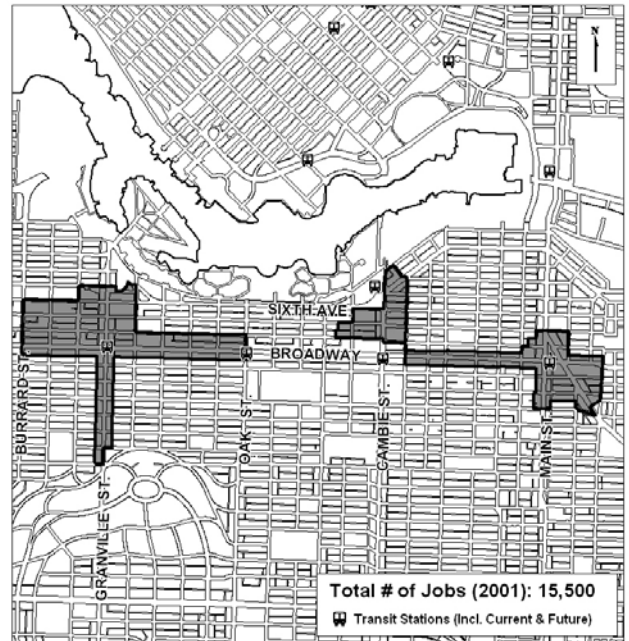 N
SIXTH AVE.
BROADWAY
BURRARD ST.
GRANVILLE ST.
OAK ST.
CAMBIE ST.
MAIN ST.
Total # of Jobs (2001): 15,500
Transit Stations (Incl. Current & Future)